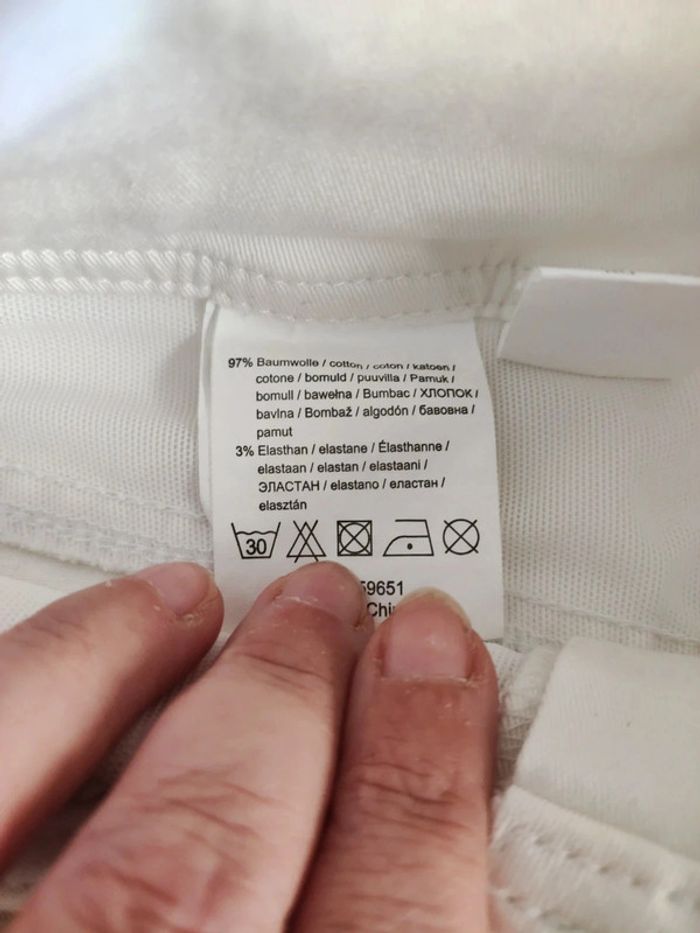 97% Baumwolle / cotton / coton / katoen /
cotone / bomuld / puuvilla / Pamuk /
bomull / bawełna / Bumbac / ХЛОПОК /
bavlna / Bombaž / algodón / бавовна /
pamut
3% Elasthan / elastane / Élasthanne /
elastaan / elastan / elastaani /
ЭЛАСТАН / elastano / еластан /
elasztán
30
59651